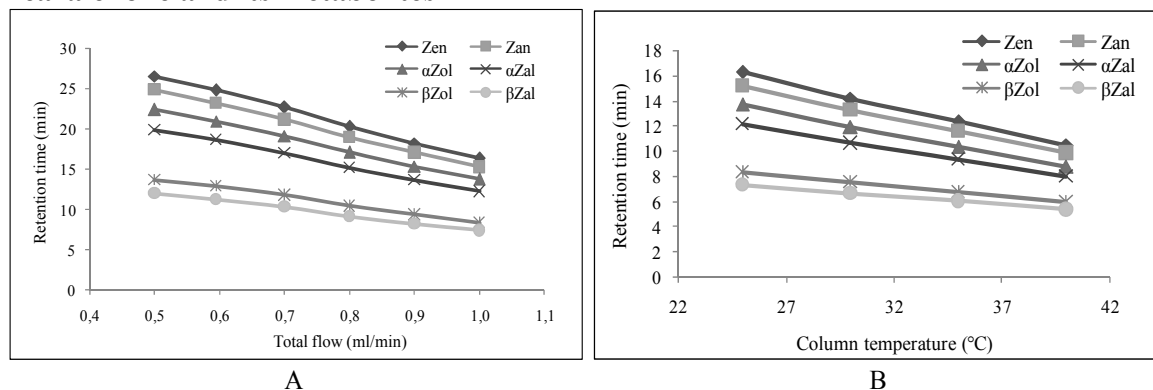 30
25
20
15
10
5
0
Retention time (min)
Zen Zan
αZol αZal
βZol βZal
0,4 0,5 0,6 0,7 0,8 0,9 1,0 1,1
Total flow (ml/min)
A
18
16
14
12
10
8
6
4
2
0
Retention time (min)
Zen Zan
αZol αZal
βZol βZal
22 27 32 37 42
Column temperature (°C)
B